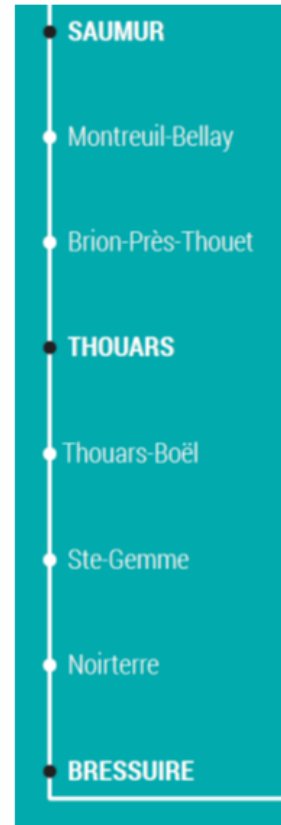 SAUMUR
Montreuil-Bellay
Brion-Près-Thouet
THOUARS
Thouars-Boël
Ste-Gemme
Noirterre
BRESSUIRE